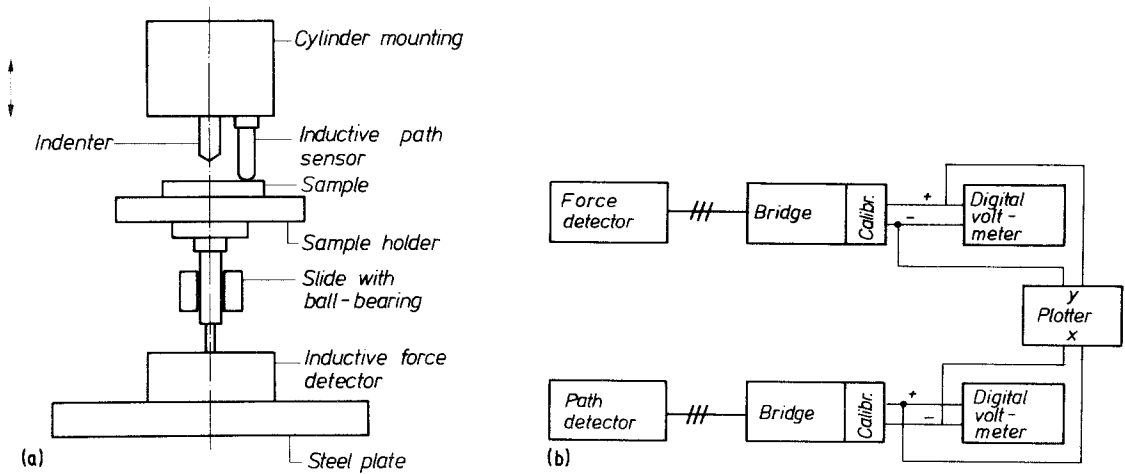 Cylinder mounting
Indenter
Inductive path
sensor
Sample
Sample holder
Slide with
ball-bearing
Inductive force
detector
Steel plate
(a)
Force
detector
Bridge
Calibr.
+
-
Digital
volt-
meter
y
Plotter
x
Path
detector
Bridge
Calibr.
+
-
Digital
volt-
meter
(b)